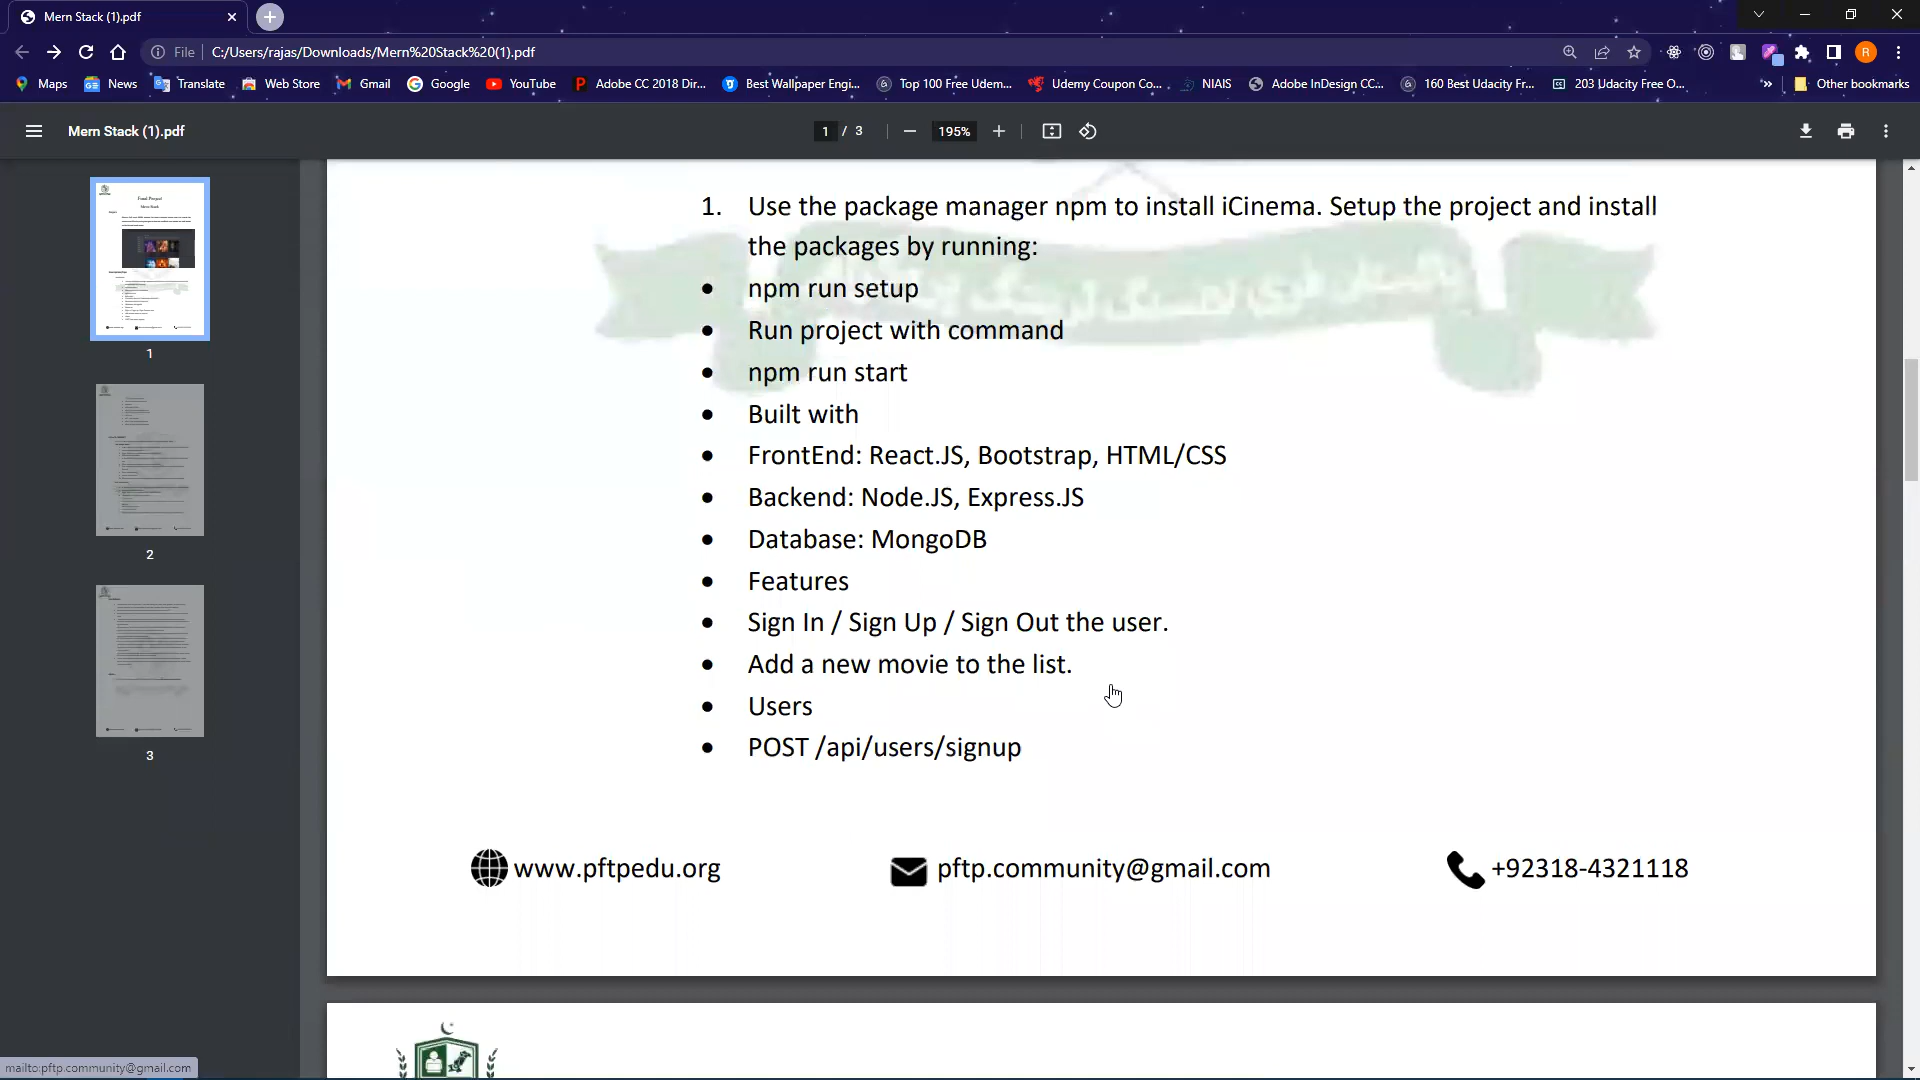 Mern Stack (1).pdf
File
C:/Users/rajas/Downloads/Mern%20Stack%20(1).pdf
R
Maps
News
Translate
Web Store
Gmail
Google
YouTube
Adobe CC 2018 Dir...
Best Wallpaper Engi...
Top 100 Free Udem...
Udemy Coupon Co...
NIAIS
Adobe InDesign CC:...
160 Best Udacity Fr...
203 Udacity Free O...
»
Other bookmarks
Mern Stack (1).pdf
1 / 3
195%
1
2
3
1. Use the package manager npm to install iCinema. Setup the project and install
the packages by running:
• npm run setup
• Run project with command
• npm run start
• Built with
• FrontEnd: React.JS, Bootstrap, HTML/CSS
• Backend: Node.JS, Express.JS
• Database: MongoDB
• Features
• Sign In / Sign Up / Sign Out the user.
• Add a new movie to the list.
• Users
• POST /api/users/signup
www.pftpedu.org
pftp.community@gmail.com
+92318-4321118
mailto:pftp.community@gmail.com